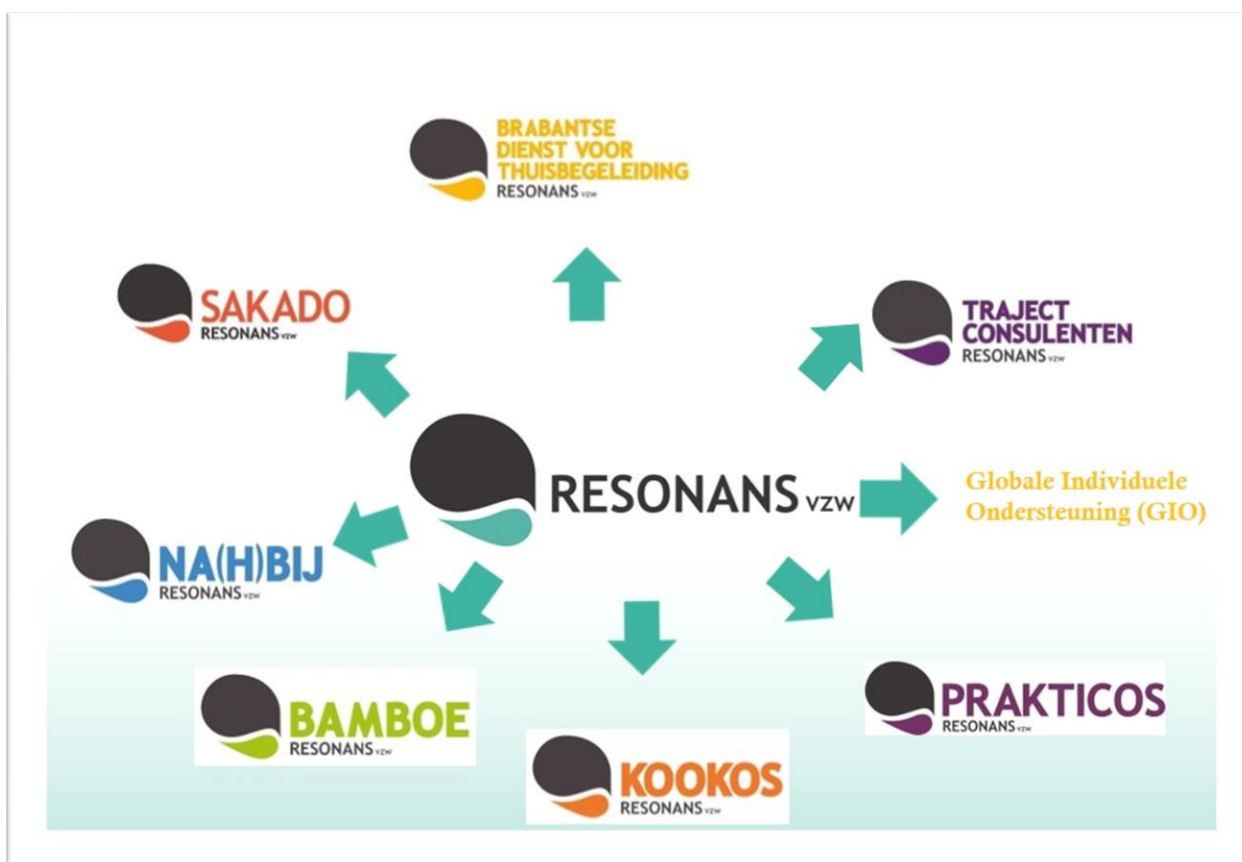 BRABANTSE
DIENST VOOR
THUISBEGELEIDING
RESONANS vzw
SAKADO
RESONANS vzw
TRAJECT
CONSULENTEN
RESONANS vzw
RESONANS VZW
Globale Individuele
Ondersteuning (GIO)
NA(H)BIJ
RESONANS vzw
BAMBOE
RESONANS vzw
PRAKTICOS
RESONANS vzw
KOOKOS
RESONANS vzw